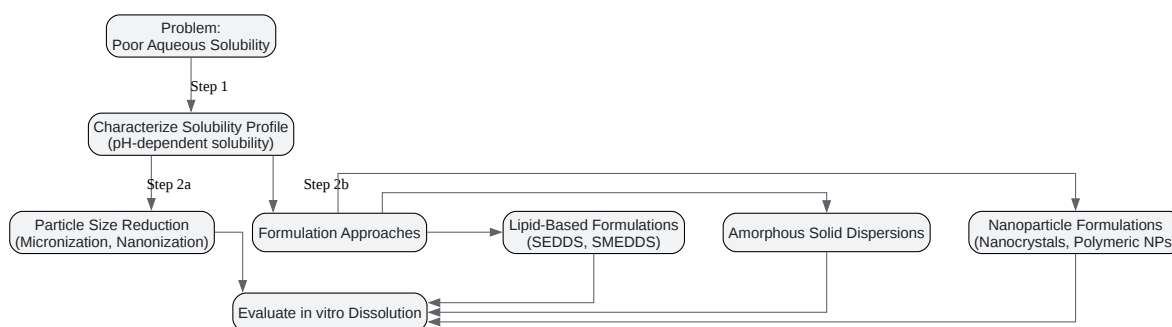 Problem:
Poor Aqueous Solubility
Step 1
Characterize Solubility Profile
(pH-dependent solubility)
Step 2a
Step 2b
Particle Size Reduction
(Micronization, Nanonization)
Formulation Approaches
Lipid-Based Formulations
(SEDDS, SMEDDS)
Amorphous Solid Dispersions
Nanoparticle Formulations
(Nanocrystals, Polymeric NPs
Evaluate in vitro Dissolution